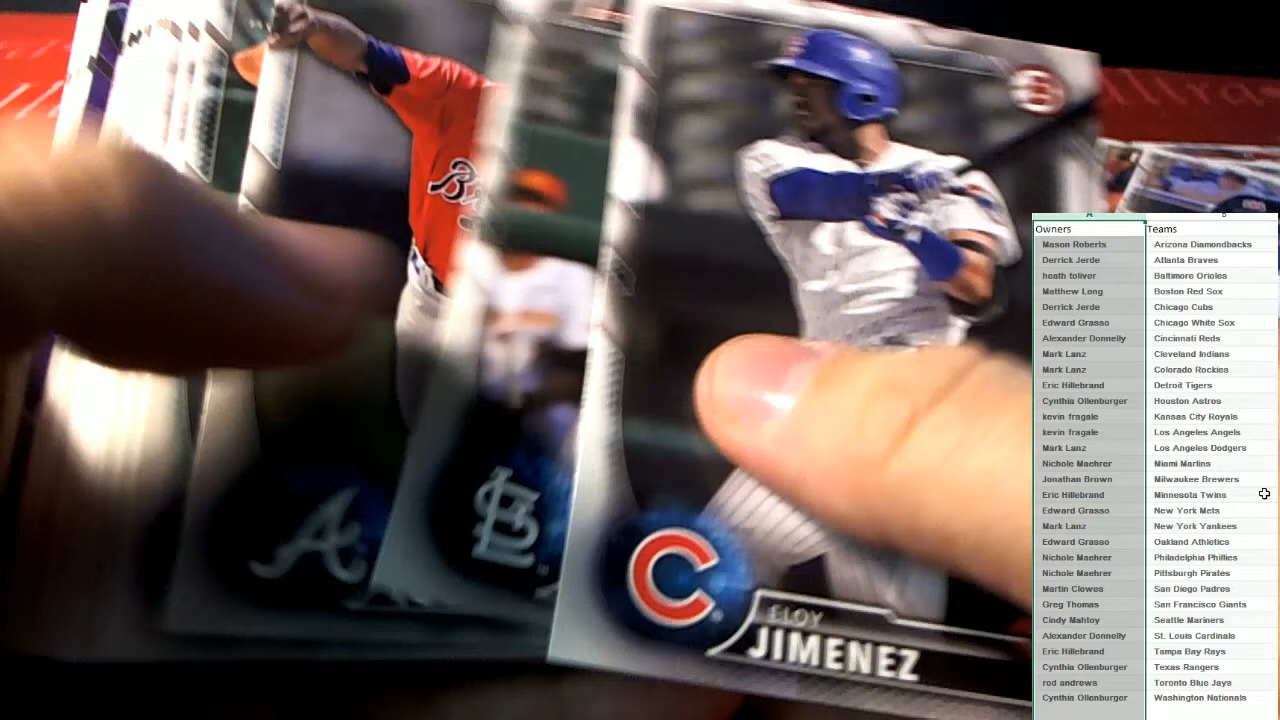 B
ELOY
JIMENEZ
C
A
STL
A B
Owners Teams
Mason Roberts Arizona Diamondbacks
Derrick Jerde Atlanta Braves
heath toliver Baltimore Orioles
Matthew Long Boston Red Sox
Derrick Jerde Chicago Cubs
Edward Grasso Chicago White Sox
Alexander Donnelly Cincinnati Reds
Mark Lanz Cleveland Indians
Mark Lanz Colorado Rockies
Eric Hillebrand Detroit Tigers
Cynthia Ollenburger Houston Astros
kevin fragale Kansas City Royals
kevin fragale Los Angeles Angels
Mark Lanz Los Angeles Dodgers
Nichole Maehrer Miami Marlins
Jonathan Brown Milwaukee Brewers
Eric Hillebrand Minnesota Twins
Edward Grasso New York Mets
Mark Lanz New York Yankees
Edward Grasso Oakland Athletics
Nichole Maehrer Philadelphia Phillies
Nichole Maehrer Pittsburgh Pirates
Martin Clowes San Diego Padres
Greg Thomas San Francisco Giants
Cindy Mahtoy Seattle Mariners
Alexander Donnelly St. Louis Cardinals
Eric Hillebrand Tampa Bay Rays
Cynthia Ollenburger Texas Rangers
rod andrews Toronto Blue Jays
Cynthia Ollenburger Washington Nationals